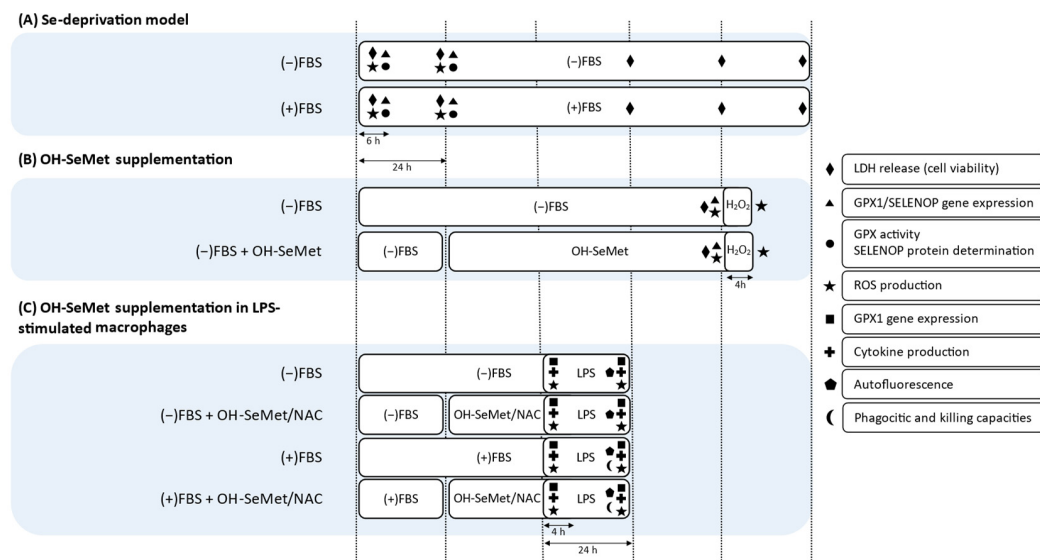 (A) Se-deprivation model
(−)FBS
(−)FBS
(+)FBS
(+)FBS
6 h
24 h
(B) OH-SeMet supplementation
(−)FBS
(−)FBS
H₂O₂
(−)FBS + OH-SeMet
(−)FBS
OH-SeMet
H₂O₂
4h
(C) OH-SeMet supplementation in LPS-
stimulated macrophages
(−)FBS
(−)FBS
LPS
(−)FBS + OH-SeMet/NAC
(−)FBS
OH-SeMet/NAC
LPS
(+)FBS
(+)FBS
LPS
(+)FBS + OH-SeMet/NAC
(+)FBS
OH-SeMet/NAC
LPS
4 h
24 h
LDH release (cell viability)
GPX1/SELENOP gene expression
GPX activity
SELENOP protein determination
ROS production
GPX1 gene expression
Cytokine production
Autofluorescence
Phagocitic and killing capacities